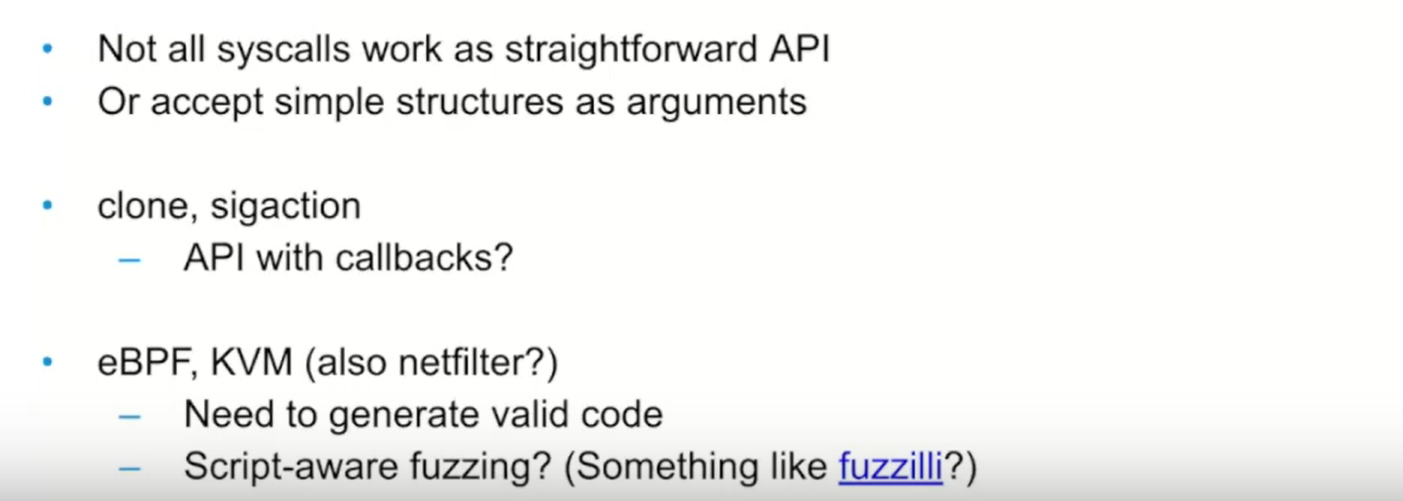 • Not all syscalls work as straightforward API
• Or accept simple structures as arguments
• clone, sigaction
– API with callbacks?
• eBPF, KVM (also netfilter?)
– Need to generate valid code
– Script-aware fuzzing? (Something like fuzzilli?)